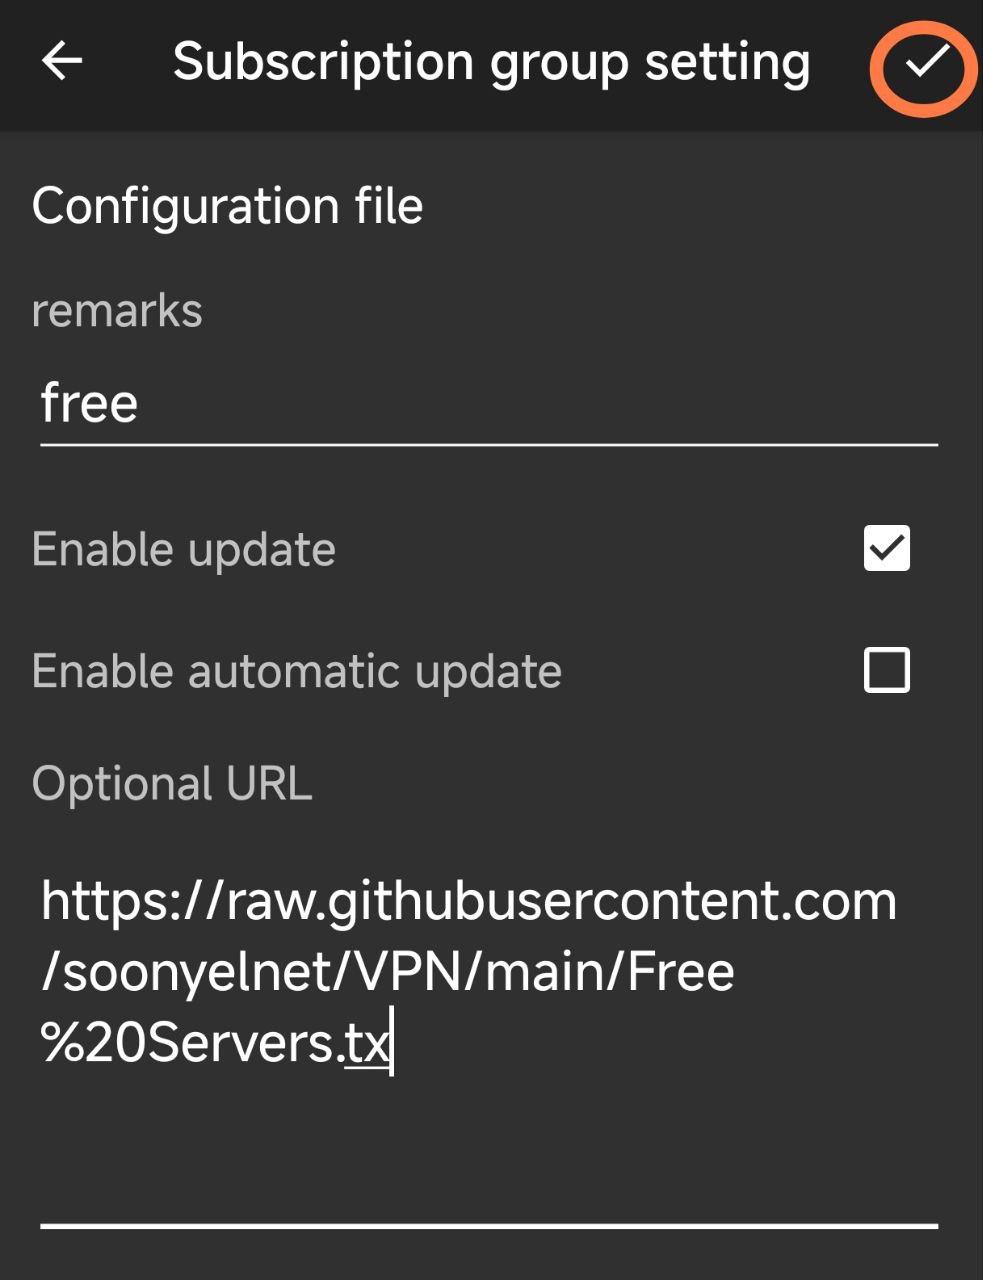 Subscription group setting
Configuration file
remarks
free
Enable update
Enable automatic update
Optional URL
https://raw.githubusercontent.com
/soonyelnet/VPN/main/Free
%20Servers.tx